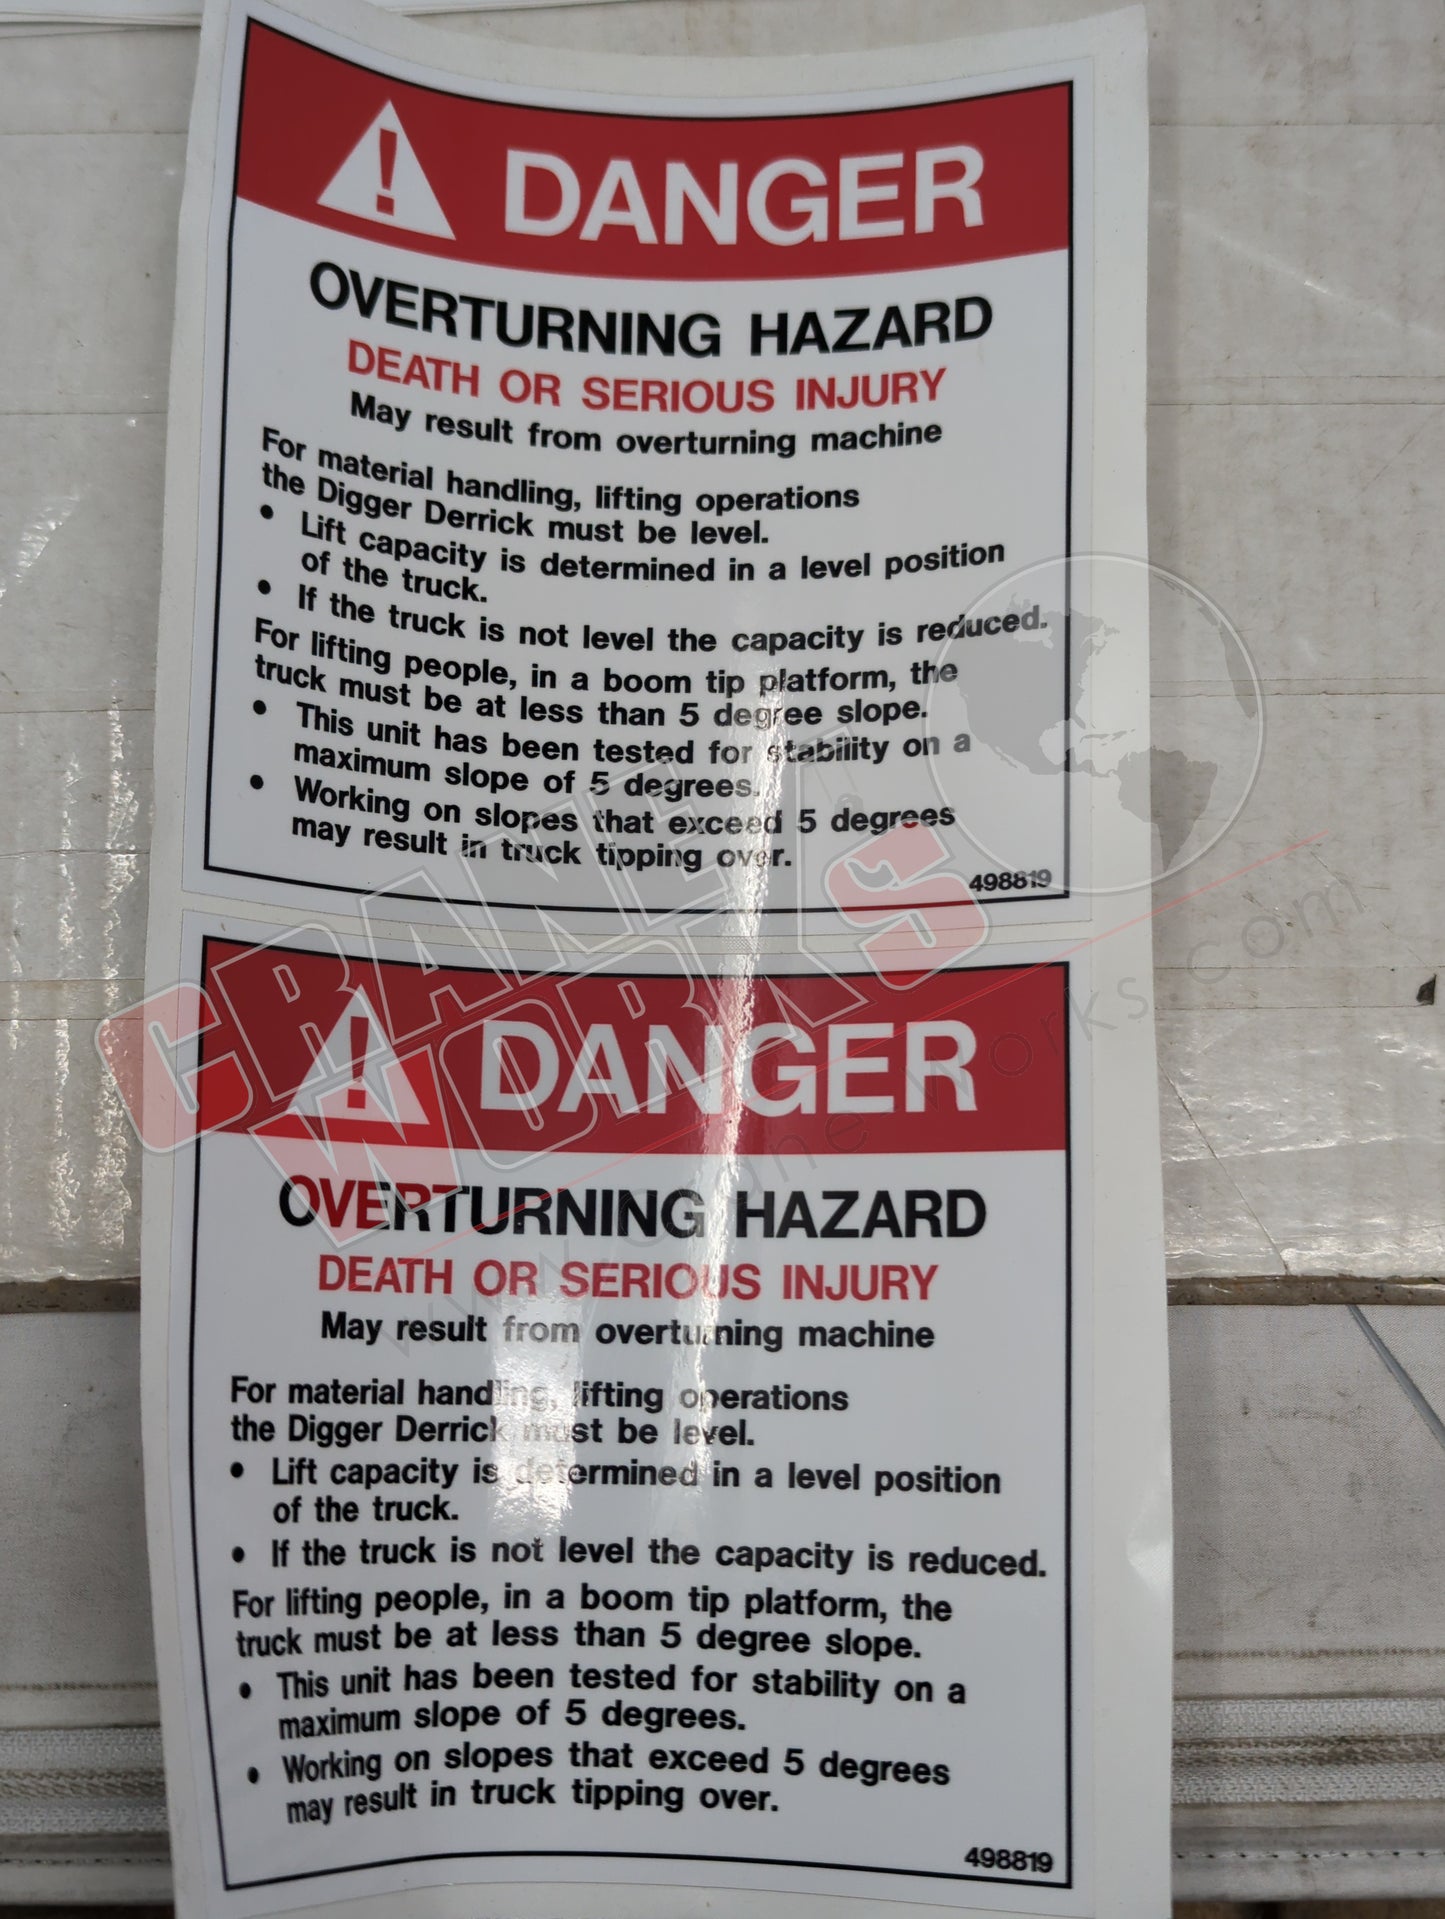 DANGER
OVERTURNING HAZARD
DEATH OR SERIOUS INJURY
May result from overturning machine
For material handling, lifting operations
the Digger Derrick must be level.
• Lift capacity is determined in a level position
of the truck.
• If the truck is not level the capacity is reduced.
For lifting people, in a boom tip platform, the
truck must be at less than 5 degree slope.
• This unit has been tested for stability on a
maximum slope of 5 degrees.
• Working on slopes that exceed 5 degrees
may result in truck tipping over.
498819
CRANE
WORKS
www.crane-works.com
DANGER
OVERTURNING HAZARD
DEATH OR SERIOUS INJURY
May result from overturning machine
For material handling, lifting operations
the Digger Derrick must be level.
• Lift capacity is determined in a level position
of the truck.
• If the truck is not level the capacity is reduced.
For lifting people, in a boom tip platform, the
truck must be at less than 5 degree slope.
• This unit has been tested for stability on a
maximum slope of 5 degrees.
• Working on slopes that exceed 5 degrees
may result in truck tipping over.
498819